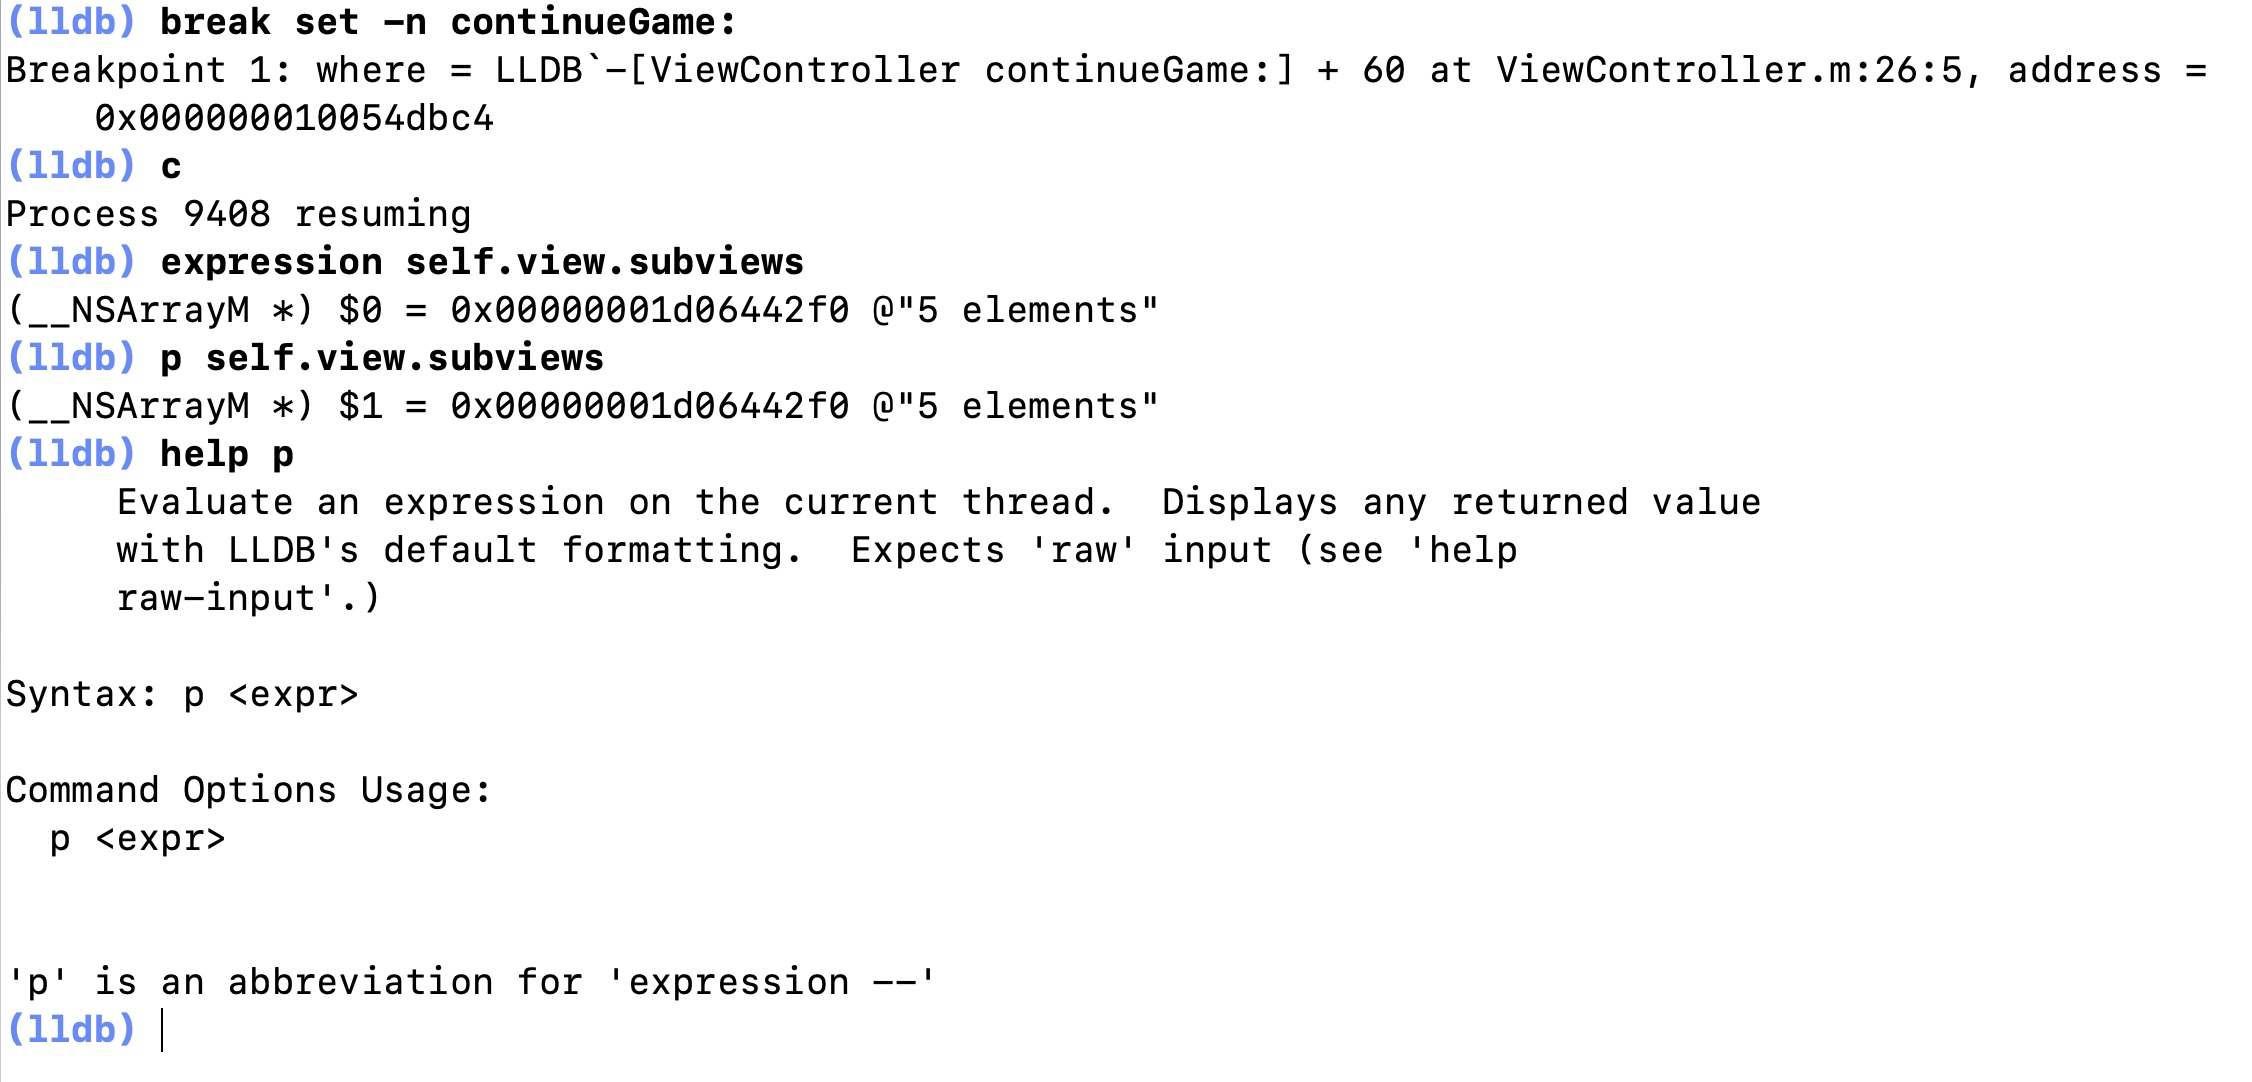 (lldb) break set -n continueGame:
Breakpoint 1: where = LLDB`-[ViewController continueGame:] + 60 at ViewController.m:26:5, address =
0x000000010054dbc4
(lldb) c
Process 9408 resuming
(lldb) expression self.view.subviews
(__NSArrayM *) $0 = 0x00000001d06442f0 @"5 elements"
(lldb) p self.view.subviews
(__NSArrayM *) $1 = 0x00000001d06442f0 @"5 elements"
(lldb) help p
Evaluate an expression on the current thread.  Displays any returned value
with LLDB's default formatting.  Expects 'raw' input (see 'help
raw-input'.)
Syntax: p <expr>
Command Options Usage:
p <expr>
'p' is an abbreviation for 'expression --'
(lldb)